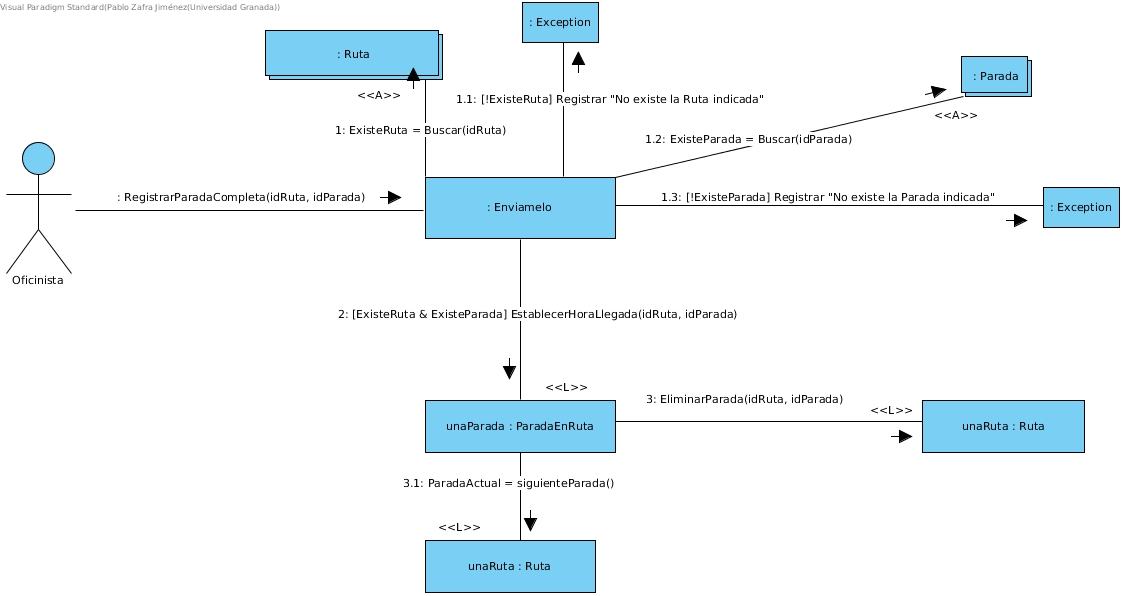 Visual Paradigm Standard(Pablo Zafra Jiménez(Universidad Granada))
: Exception
: Ruta
: Parada
<<A>>
1.1: [!ExisteRuta] Registrar "No existe la Ruta indicada"
<<A>>
1: ExisteRuta = Buscar(idRuta)
1.2: ExisteParada = Buscar(idParada)
: RegistrarParadaCompleta(idRuta, idParada)
: Enviamelo
1.3: [!ExisteParada] Registrar "No existe la Parada indicada"
: Exception
Oficinista
2: [ExisteRuta & ExisteParada] EstablecerHoraLlegada(idRuta, idParada)
<<L>>
3: EliminarParada(idRuta, idParada)
<<L>>
unaParada : ParadaEnRuta
unaRuta : Ruta
3.1: ParadaActual = siguienteParada()
<<L>>
unaRuta : Ruta